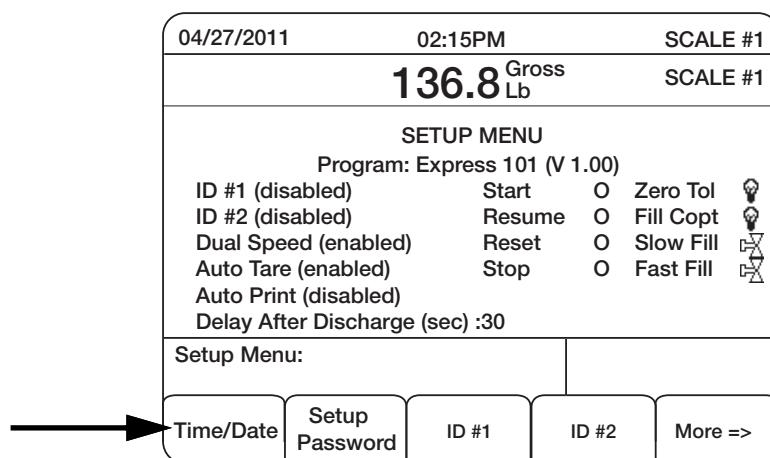 04/27/2011 02:15PM SCALE #1
136.8 Gross Lb SCALE #1
SETUP MENU
Program: Express 101 (V 1.00)
ID #1 (disabled) Start O Zero Tol
ID #2 (disabled) Resume O Fill Copt
Dual Speed (enabled) Reset O Slow Fill
Auto Tare (enabled) Stop O Fast Fill
Auto Print (disabled)
Delay After Discharge (sec) :30
Setup Menu:
Time/Date Setup Password ID #1 ID #2 More =>